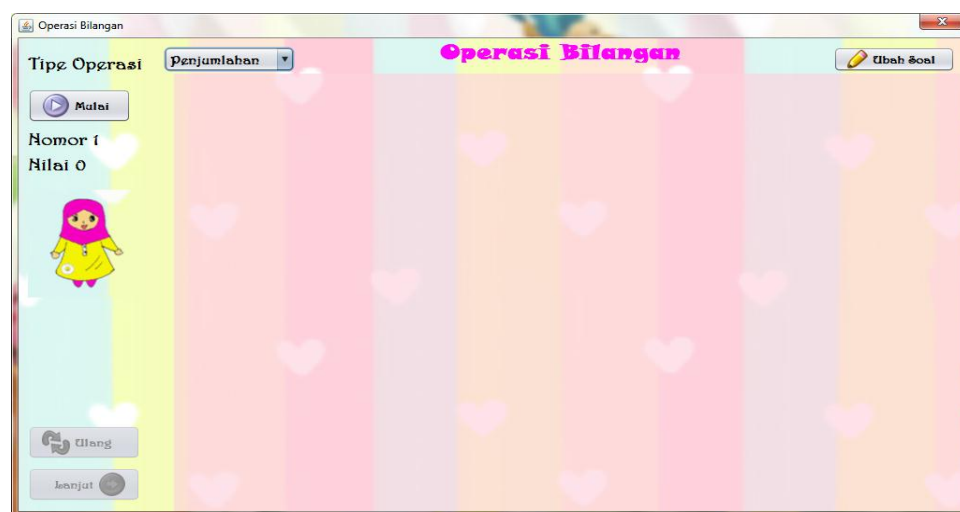 Operasi Bilangan
Tipe Operasi
Penjumlahan
Operasi Bilangan
Ubah Soal
Mulai
Nomor 1
Nilai 0
Ulang
Lanjut